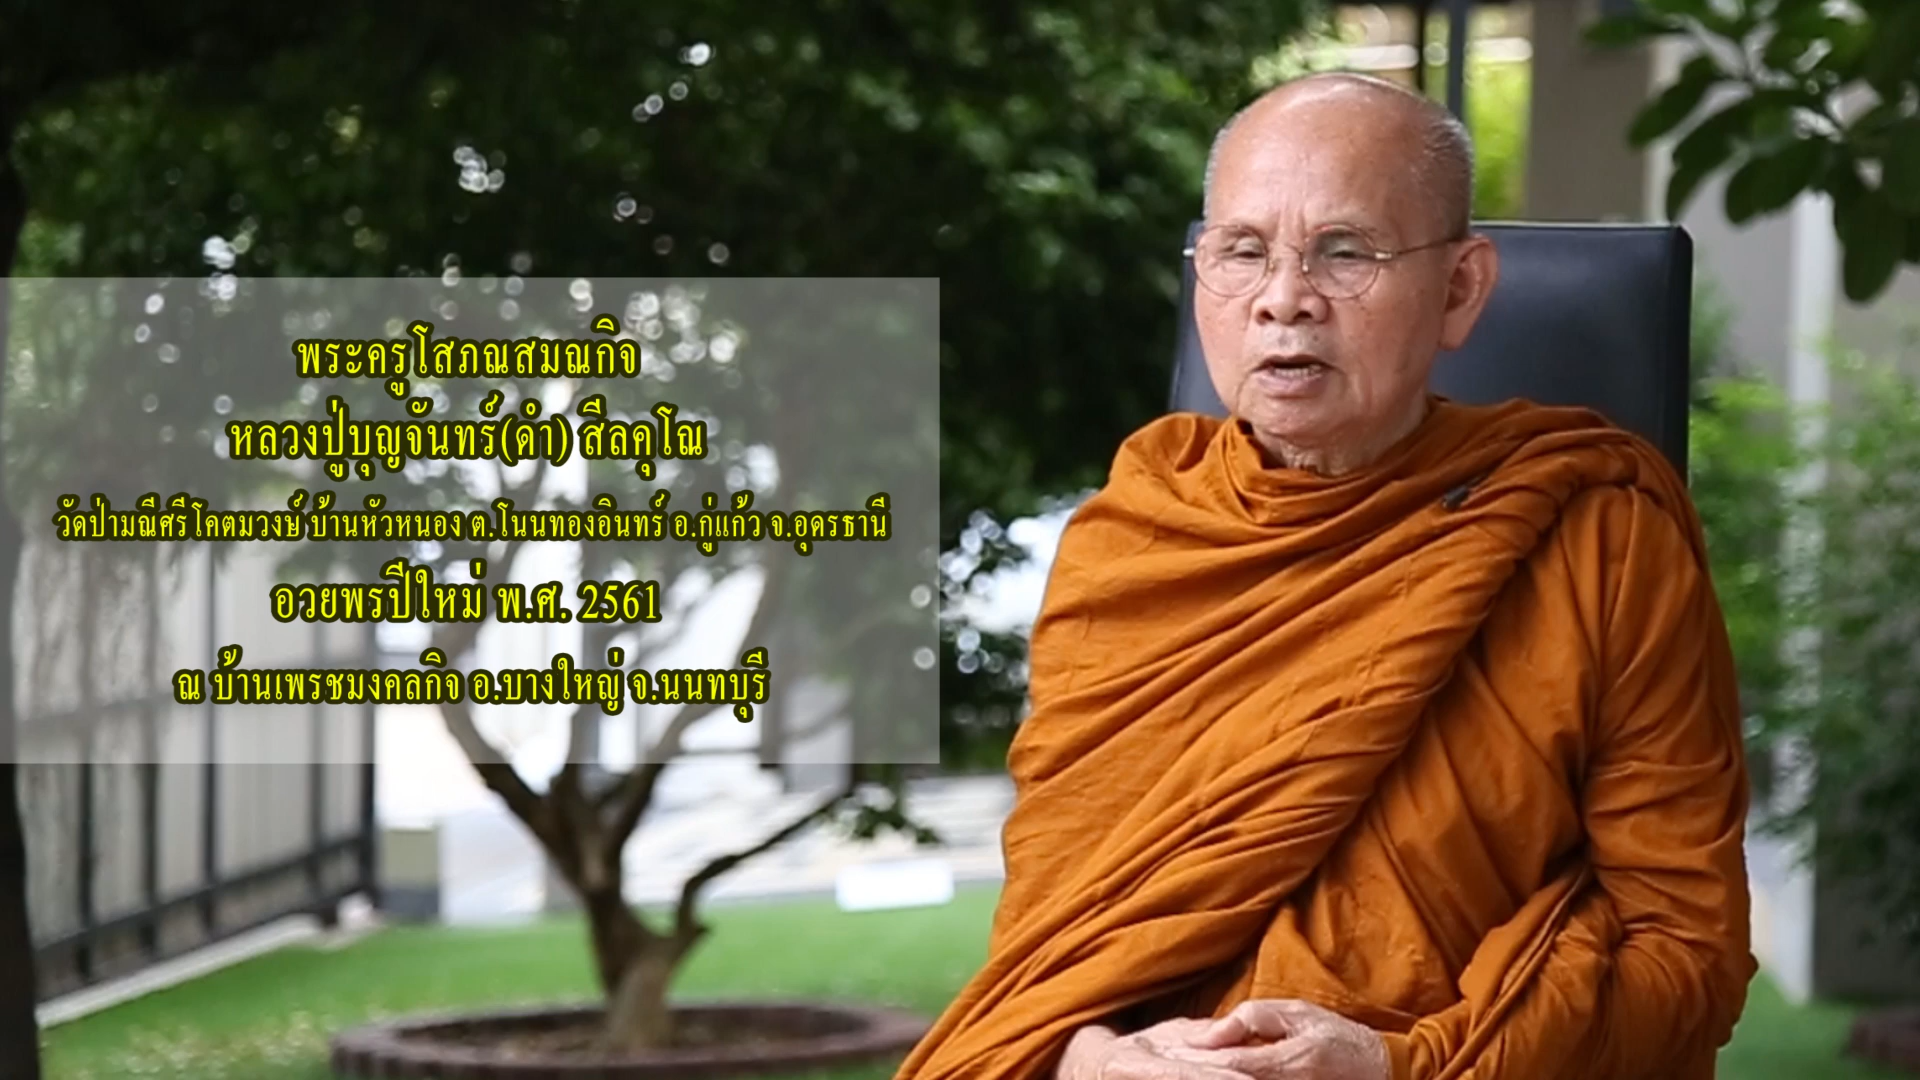 พระครูโสภณสมณกิจ
หลวงปู่บุญจันทร์(ดำ) สีลคุโณ
วัดป่ามณีศรีโคตมวงษ์ บ้านหัวหนอง ต.โนนทองอินทร์ อ.กู่แก้ว จ.อุดรธานี
อวยพรปีใหม่ พ.ศ. 2561
ณ บ้านเพรชมงคลกิจ อ.บางใหญ่ จ.นนทบุรี